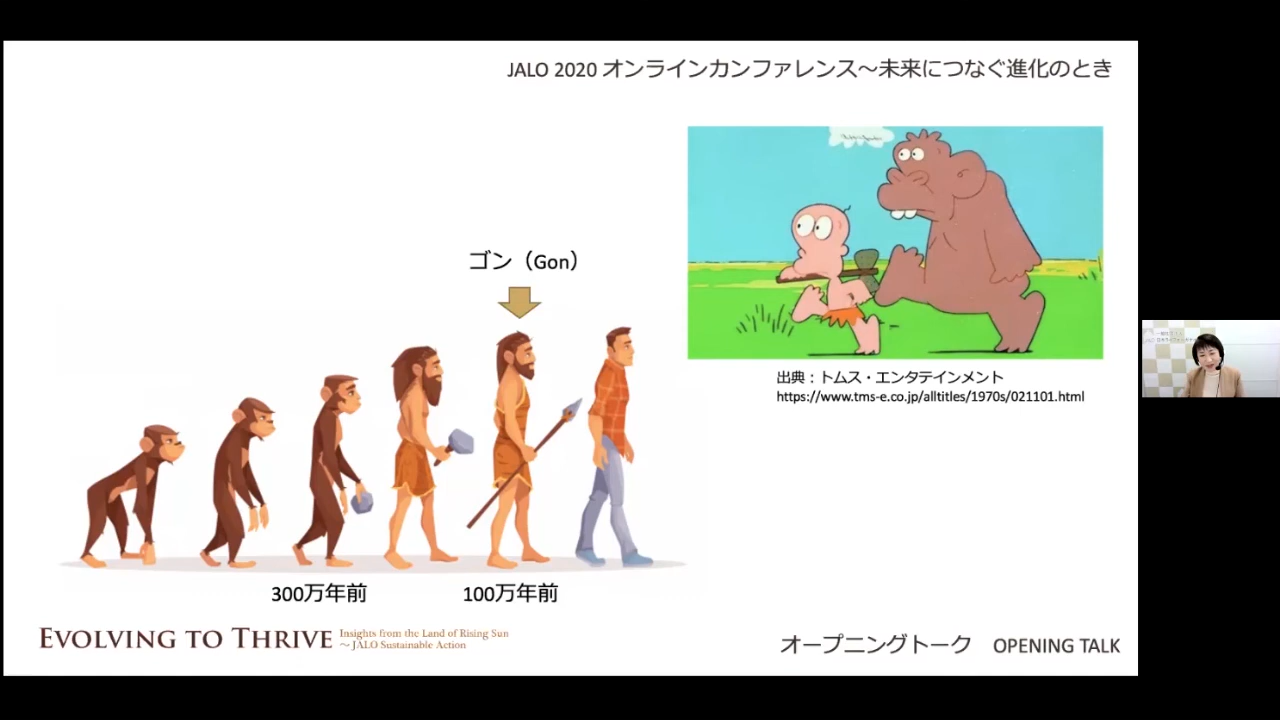 JALO 2020 オンラインカンファレンス～未来につなぐ進化のとき
ゴン（Gon）
出典：トムス・エンタテインメント
https://www.tms-e.co.jp/alltitles/1970s/021101.html
300万年前
100万年前
EVOLVING TO THRIVE
Insights from the Land of Rising Sun
～JALO Sustainable Action
オープニングトーク OPENING TALK